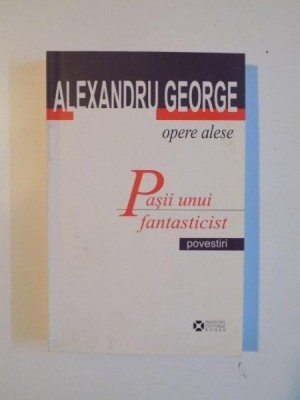 ALEXANDRU GEORGE
opere alese
Pașii unui
fantasticist
povestiri